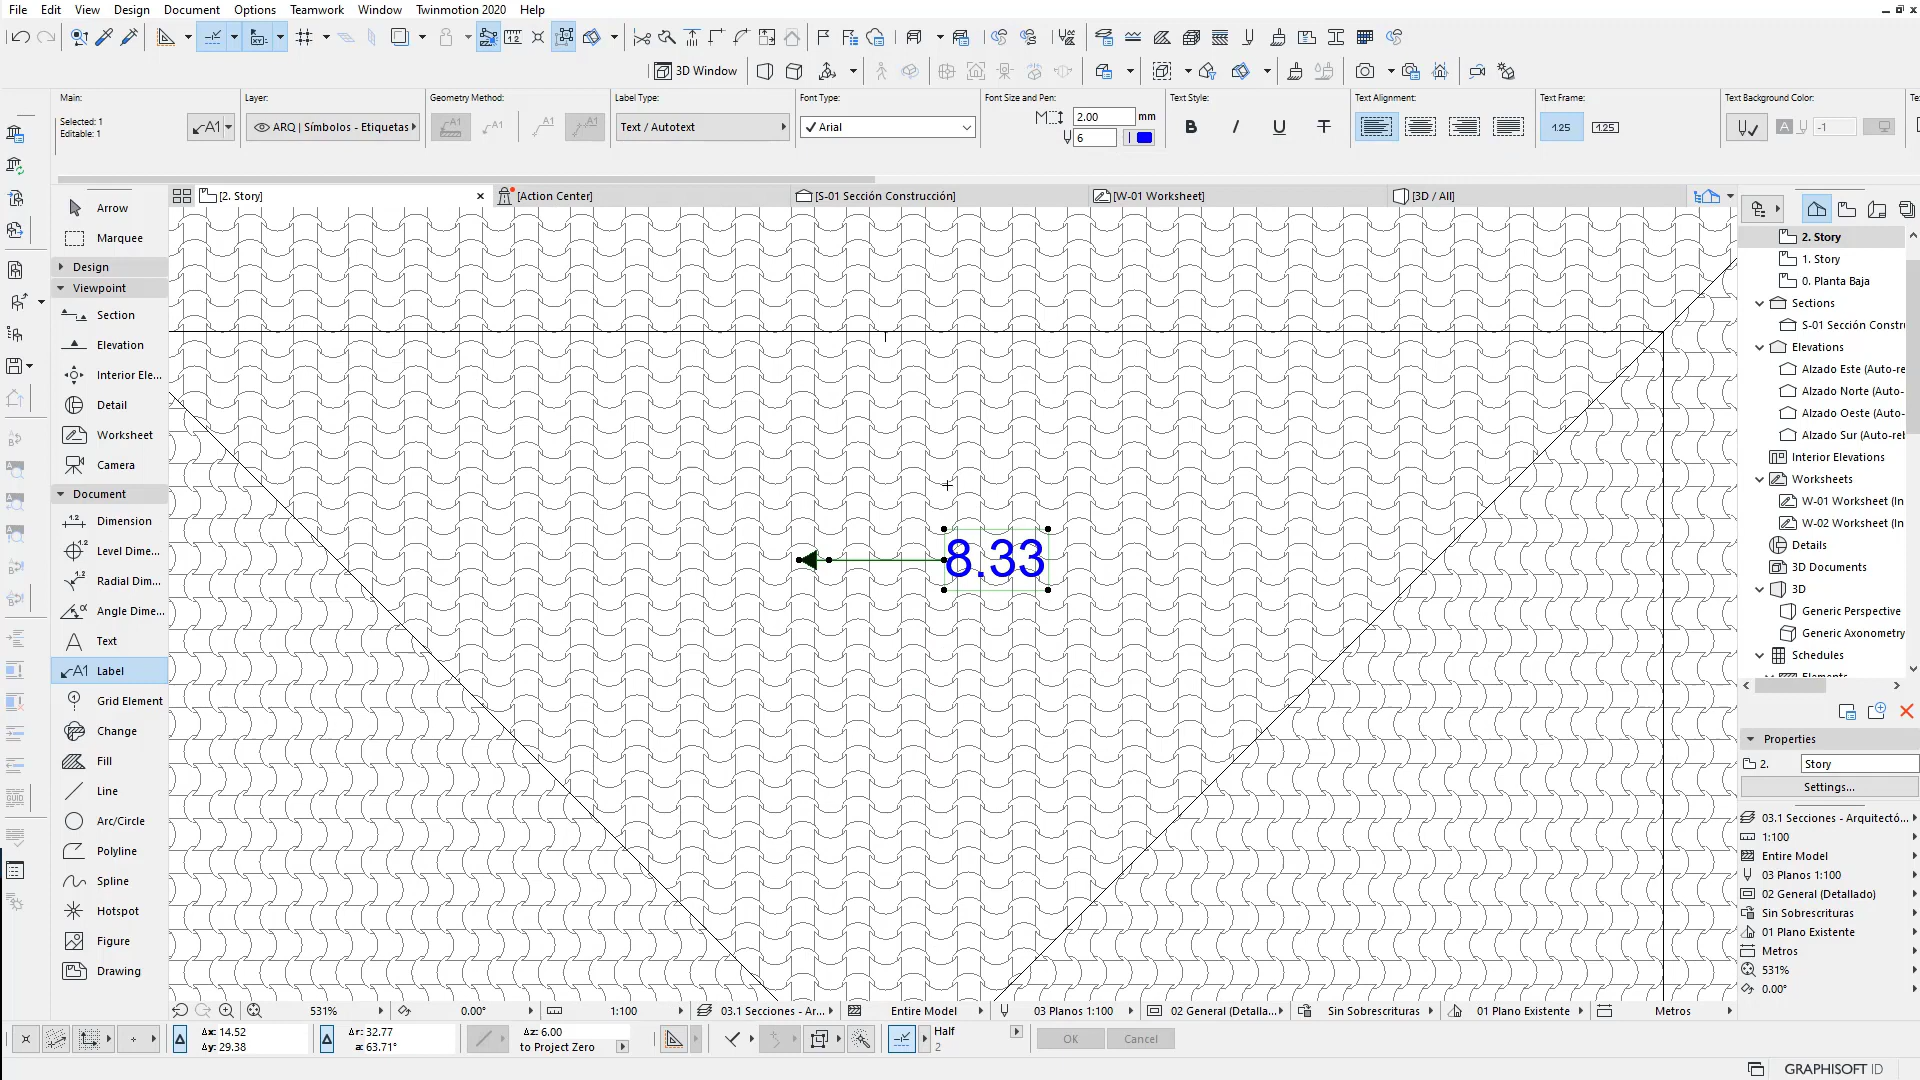 File Edit View Design Document Options Teamwork Window Twinmotion 2020 Help
3D Window
Main: Layer: Geometry Method: Label Type: Font Type: Font Size and Pen: Text Style: Text Alignment: Text Frame: Text Background Color:
Selected: 1
Editable: 1
A1
ARQ | Símbolos - Etiquetas
Text / Autotext
Arial
2.00 mm
6
B I U T
1.25 1.25
-1
[2. Story] [Action Center] [S-01 Sección Construcción] [W-01 Worksheet] [3D / All]
Arrow
Marquee
Design
Viewpoint
Section
Elevation
Interior Ele...
Detail
Worksheet
Camera
Document
Dimension
Level Dime...
Radial Dim...
Angle Dime...
Text
A1 Label
Grid Element
Change
Fill
Line
Arc/Circle
Polyline
Spline
Hotspot
Figure
Drawing
8.33
2. Story
1. Story
0. Planta Baja
Sections
S-01 Sección Constru
Elevations
Alzado Este (Auto-re
Alzado Norte (Auto-
Alzado Oeste (Auto-
Alzado Sur (Auto-reb
Interior Elevations
Worksheets
W-01 Worksheet (In
W-02 Worksheet (In
Details
3D Documents
3D
Generic Perspective
Generic Axonometry
Schedules
Properties
2. Story
Settings...
03.1 Secciones - Arquitectó...
1:100
Entire Model
03 Planos 1:100
02 General (Detallado)
Sin Sobrescrituras
01 Plano Existente
Metros
531%
0.00°
531% 0.00° 1:100 03.1 Secciones - Ar... Entire Model 03 Planos 1:100 02 General (Detalla... Sin Sobrescrituras 01 Plano Existente Metros
Δx: 14.52 Δr: 32.77 Δz: 6.00 Half
Δy: 29.38 a: 63.71° to Project Zero 2
OK Cancel
GRAPHISOFT ID